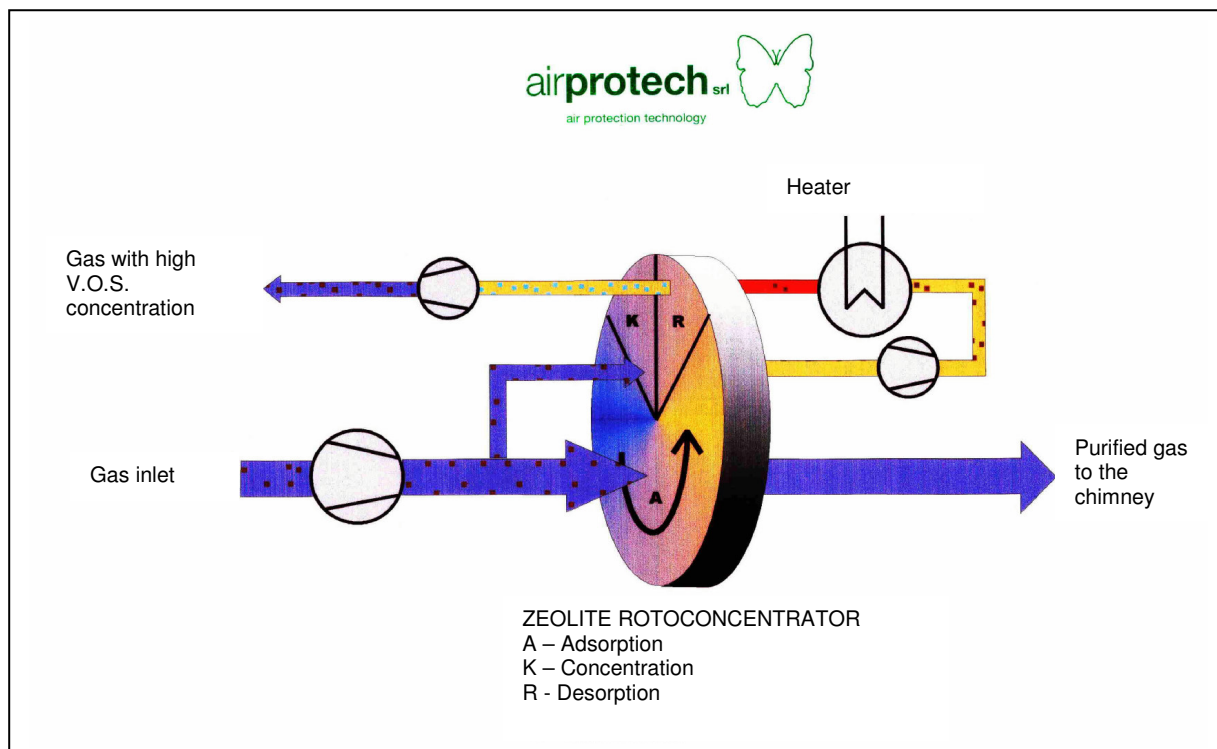 airprotech srl
air protection technology
Heater
Gas with high
V.O.S.
concentration
K R
Gas inlet
A
Purified gas
to the
chimney
ZEOLITE ROTOCONCENTRATOR
A – Adsorption
K – Concentration
R - Desorption